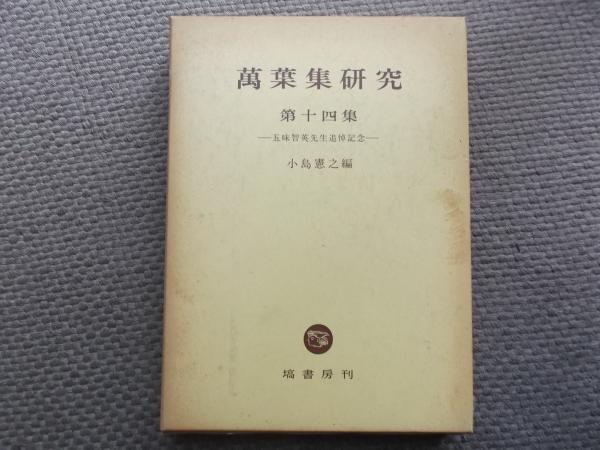 萬葉集研究
第十四集
―五味智英先生追悼記念―
小島憲之編
塙書房刊